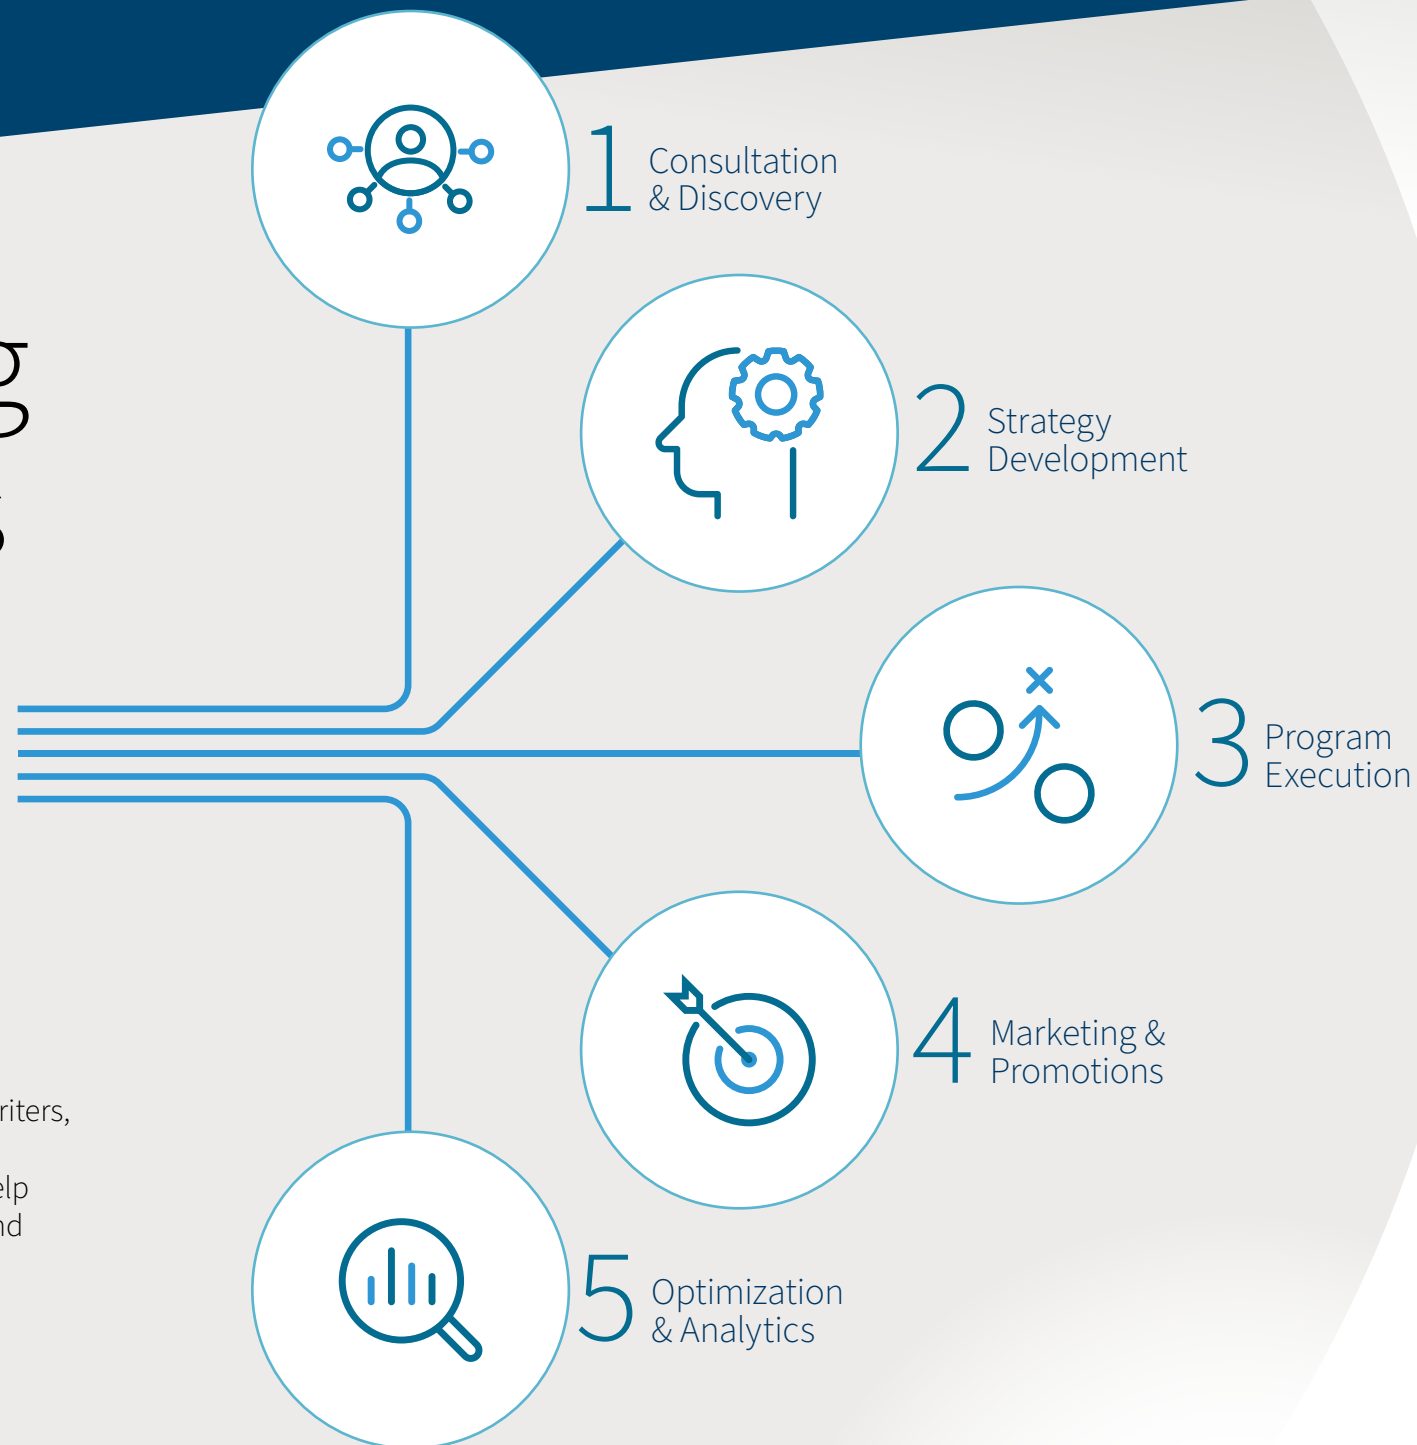 1 Consultation
& Discovery
2 Strategy
Development
3 Program
Execution
4 Marketing &
Promotions
5 Optimization
& Analytics